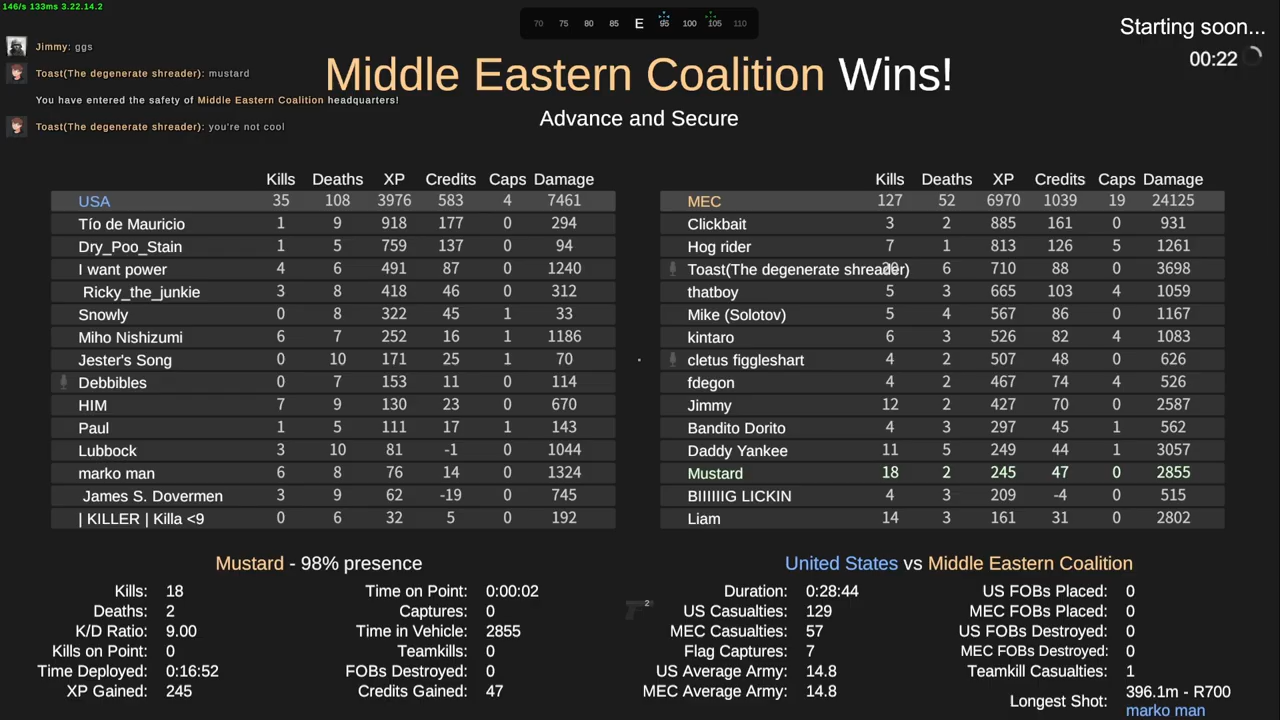 146/s 133ms 3.22.14.2
70 75 80 85 E 95 100 105 110
Starting soon...
00:22
Jimmy: ggs
Toast(The degenerate shreader): mustard
You have entered the safety of Middle Eastern Coalition headquarters!
Toast(The degenerate shreader): you're not cool
Middle Eastern Coalition Wins!
Advance and Secure
Kills Deaths XP Credits Caps Damage
USA 35 108 3976 583 4 7461
Tío de Mauricio 1 9 918 177 0 294
Dry_Poo_Stain 1 5 759 137 0 94
I want power 4 6 491 87 0 1240
Ricky_the_junkie 3 8 418 46 0 312
Snowly 0 8 322 45 1 33
Miho Nishizumi 6 7 252 16 1 1186
Jester's Song 0 10 171 25 1 70
Debbibles 0 7 153 11 0 114
HIM 7 9 130 23 0 670
Paul 1 5 111 17 1 143
Lubbock 3 10 81 -1 0 1044
marko man 6 8 76 14 0 1324
James S. Dovermen 3 9 62 -19 0 745
| KILLER | Killa <9 0 6 32 5 0 192
Kills Deaths XP Credits Caps Damage
MEC 127 52 6970 1039 19 24125
Clickbait 3 2 885 161 0 931
Hog rider 7 1 813 126 5 1261
Toast(The degenerate shreader) 6 710 88 0 3698
thatboy 5 3 665 103 4 1059
Mike (Solotov) 5 4 567 86 0 1167
kintaro 6 3 526 82 4 1083
cletus figgleshart 4 2 507 48 0 626
fdegon 4 2 467 74 4 526
Jimmy 12 2 427 70 0 2587
Bandito Dorito 4 3 297 45 1 562
Daddy Yankee 11 5 249 44 1 3057
Mustard 18 2 245 47 0 2855
BIIIIIIG LICKIN 4 3 209 -4 0 515
Liam 14 3 161 31 0 2802
Mustard - 98% presence
Kills: 18
Deaths: 2
K/D Ratio: 9.00
Kills on Point: 0
Time Deployed: 0:16:52
XP Gained: 245
Time on Point: 0:00:02
Captures: 0
Time in Vehicle: 2855
Teamkills: 0
FOBs Destroyed: 0
Credits Gained: 47
2
United States vs Middle Eastern Coalition
Duration: 0:28:44
US Casualties: 129
MEC Casualties: 57
Flag Captures: 7
US Average Army: 14.8
MEC Average Army: 14.8
US FOBs Placed: 0
MEC FOBs Placed: 0
US FOBs Destroyed: 0
MEC FOBs Destroyed: 0
Teamkill Casualties: 1
Longest Shot: 396.1m - R700
marko man